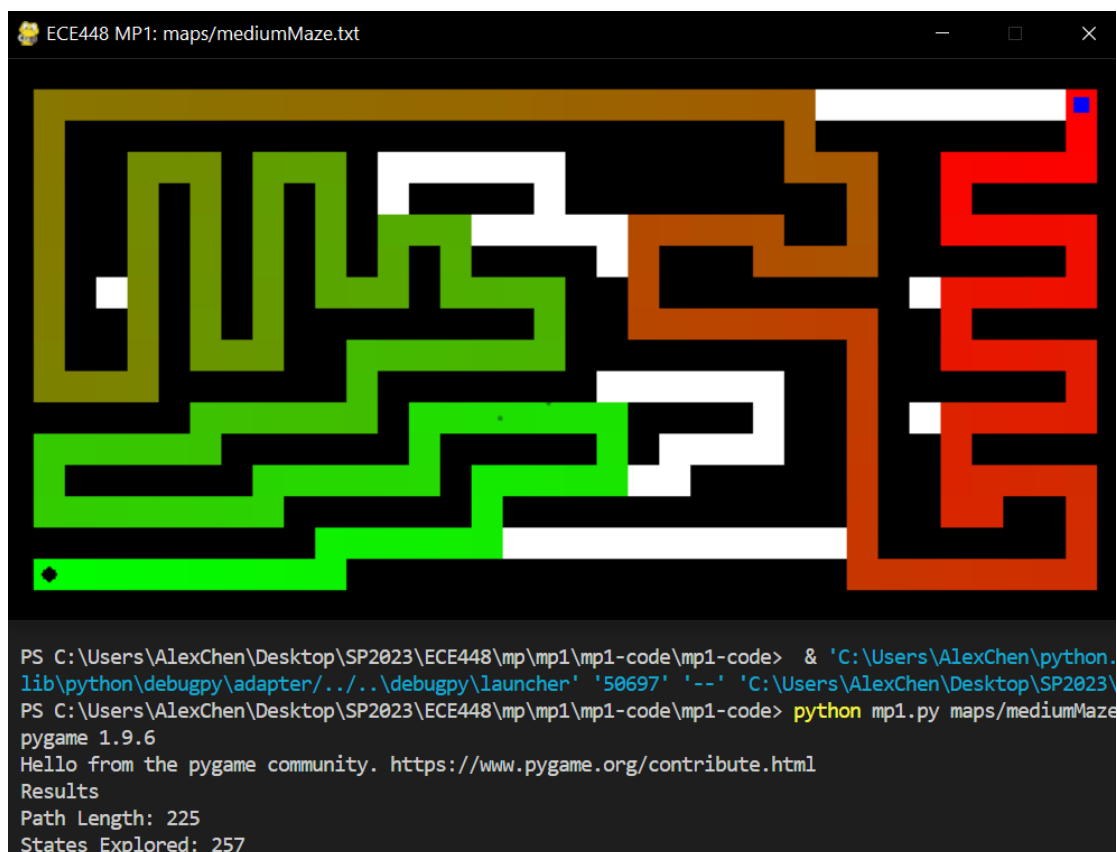 ECE448 MP1: maps/mediumMaze.txt
PS C:\Users\AlexChen\Desktop\SP2023\ECE448\mp\mp1\mp1-code\mp1-code>  & 'C:\Users\AlexChen\python.
lib\python\debugpy\adapter/../..\debugpy\launcher' '50697' '--' 'C:\Users\AlexChen\Desktop\SP2023\
PS C:\Users\AlexChen\Desktop\SP2023\ECE448\mp\mp1\mp1-code\mp1-code> python mp1.py maps/mediumMaze
pygame 1.9.6
Hello from the pygame community. https://www.pygame.org/contribute.html
Results
Path Length: 225
States Explored: 257